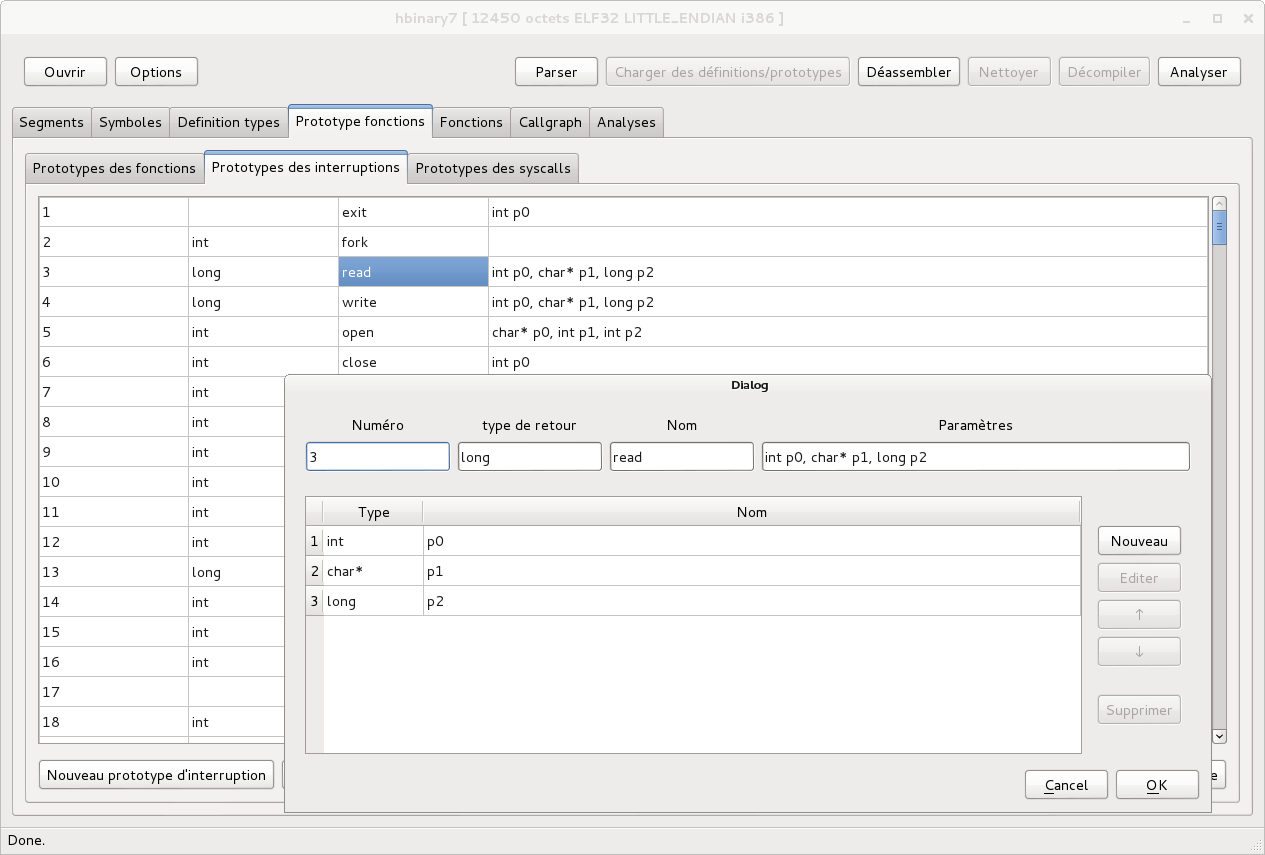 hbinary7 [ 12450 octets ELF32 LITTLE_ENDIAN i386 ]
Ouvrir Options Parser Charger des définitions/prototypes Déassembler Nettoyer Décompiler Analyser
Segments Symboles Definition types Prototype fonctions Fonctions Callgraph Analyses
Prototypes des fonctions Prototypes des interruptions Prototypes des syscalls
1 exit int p0
2 int fork
3 long read int p0, char* p1, long p2
4 long write int p0, char* p1, long p2
5 int open char* p0, int p1, int p2
6 int close int p0
7 int
8 int
9 int
10 int
11 int
12 int
13 long
14 int
15 int
16 int
17
18 int
Nouveau prototype d'interruption
Dialog
Numéro type de retour Nom Paramètres
3 long read int p0, char* p1, long p2
Type Nom
1 int p0
2 char* p1
3 long p2
Nouveau
Editer
↑
↓
Supprimer
Cancel OK
Done.